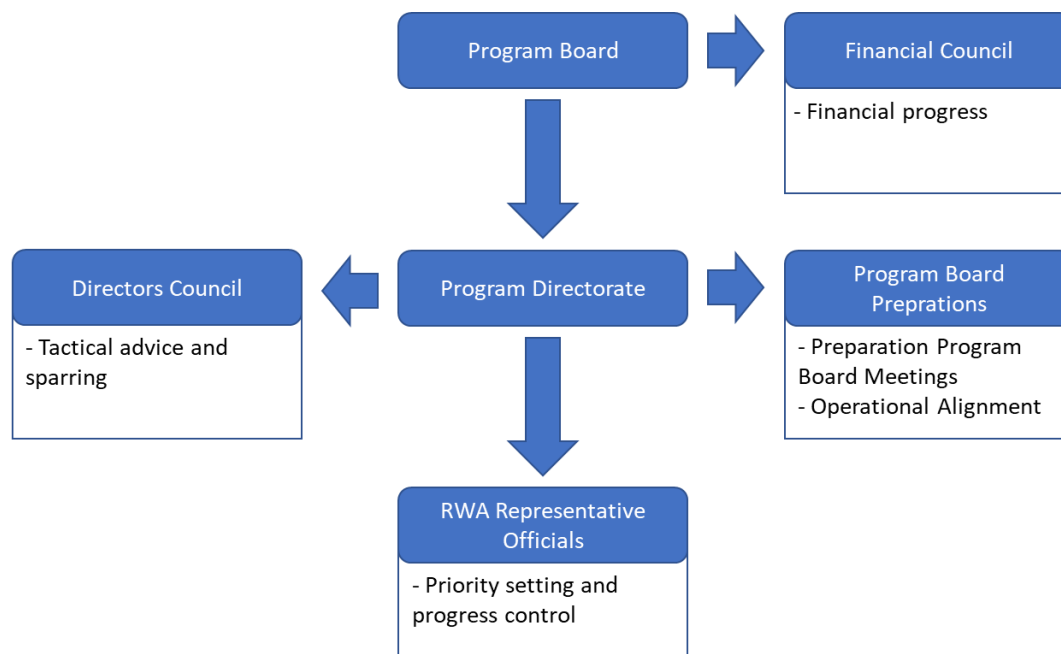 Program Board
Financial Council
- Financial progress
Directors Council
- Tactical advice and
sparring
Program Directorate
Program Board
Preprations
- Preparation Program
Board Meetings
- Operational Alignment
RWA Representative
Officials
- Priority setting and
progress control